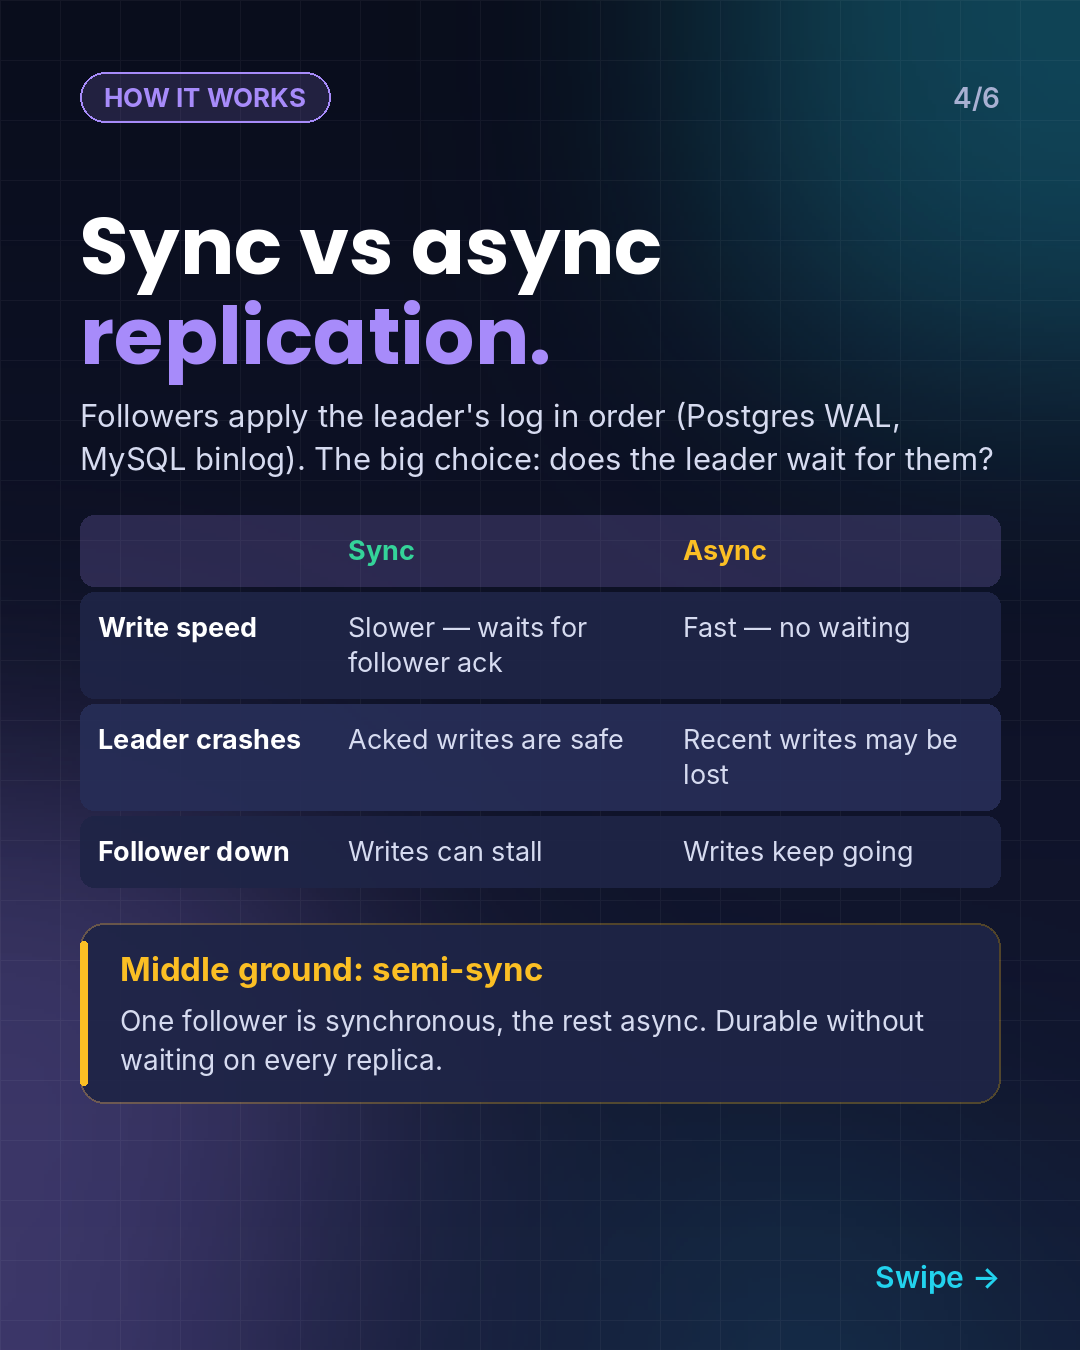 HOW IT WORKS
4/6
Sync vs async
replication.
Followers apply the leader's log in order (Postgres WAL,
MySQL binlog). The big choice: does the leader wait for them?
Sync Async
Write speed Slower — waits for Fast — no waiting
follower ack
Leader crashes Acked writes are safe Recent writes may be
lost
Follower down Writes can stall Writes keep going
Middle ground: semi-sync
One follower is synchronous, the rest async. Durable without
waiting on every replica.
Swipe →